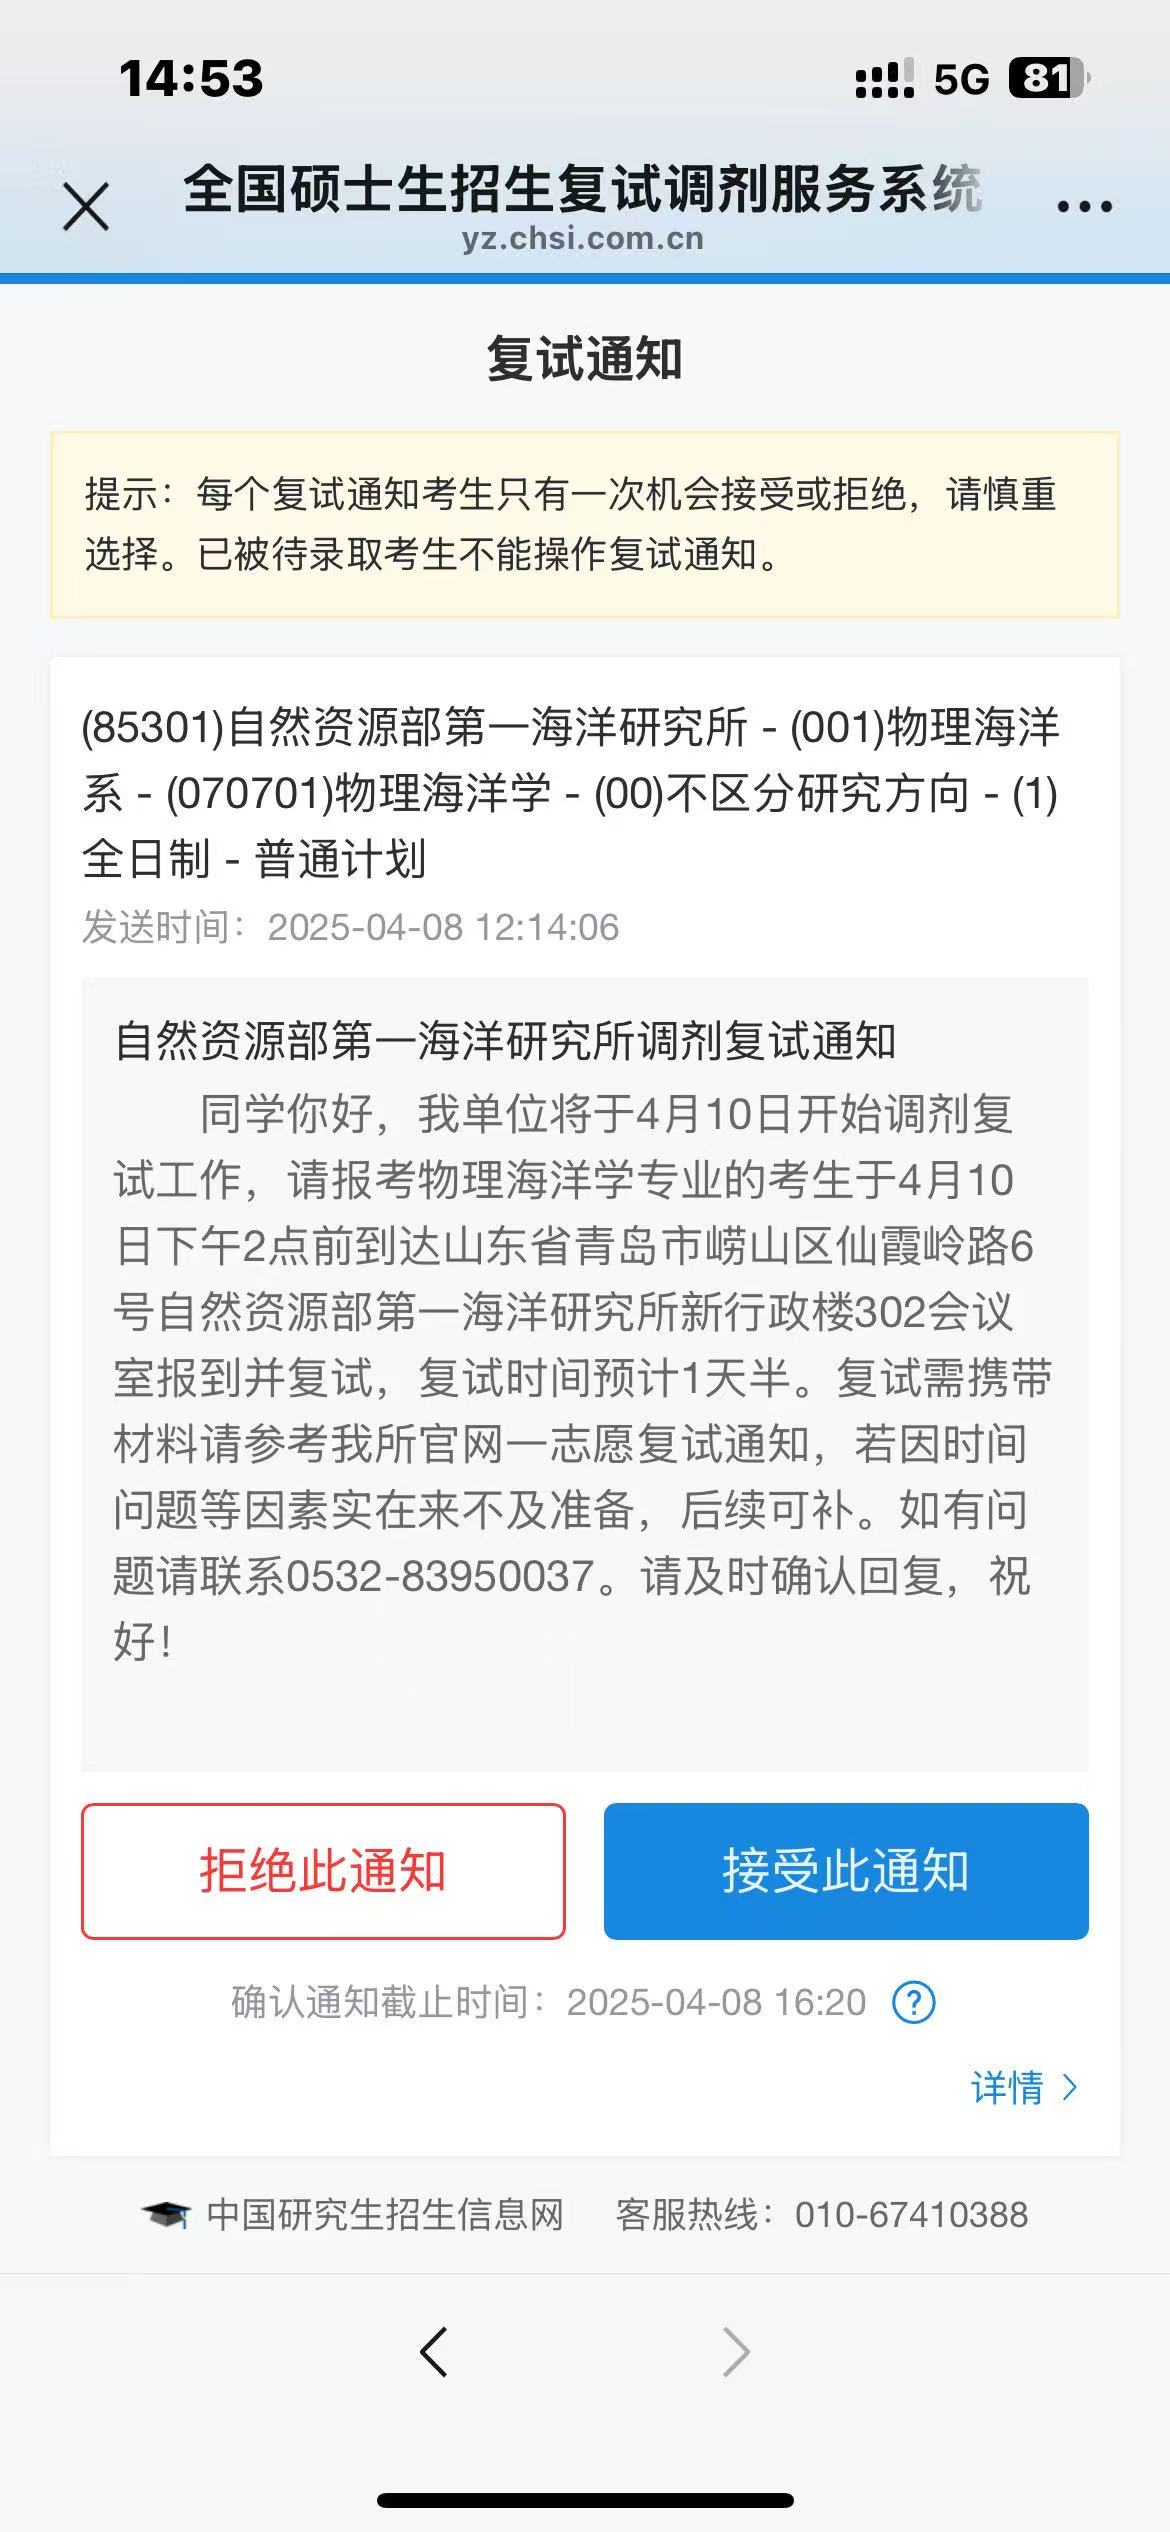 14:53
5G 81
全国硕士生招生复试调剂服务系统
yz.chsi.com.cn
复试通知
提示：每个复试通知考生只有一次机会接受或拒绝，请慎重
选择。已被待录取考生不能操作复试通知。
(85301)自然资源部第一海洋研究所 - (001)物理海洋
系 - (070701)物理海洋学 - (00)不区分研究方向 - (1)
全日制 - 普通计划
发送时间：2025-04-08 12:14:06
自然资源部第一海洋研究所调剂复试通知
同学你好，我单位将于4月10日开始调剂复
试工作，请报考物理海洋学专业的考生于4月10
日下午2点前到达山东省青岛市崂山区仙霞岭路6
号自然资源部第一海洋研究所新行政楼302会议
室报到并复试，复试时间预计1天半。复试需携带
材料请参考我所官网一志愿复试通知，若因时间
问题等因素实在来不及准备，后续可补。如有问
题请联系0532-83950037。请及时确认回复，祝
好！
拒绝此通知 接受此通知
确认通知截止时间：2025-04-08 16:20 ?
详情
中国研究生招生信息网 客服热线：010-67410388